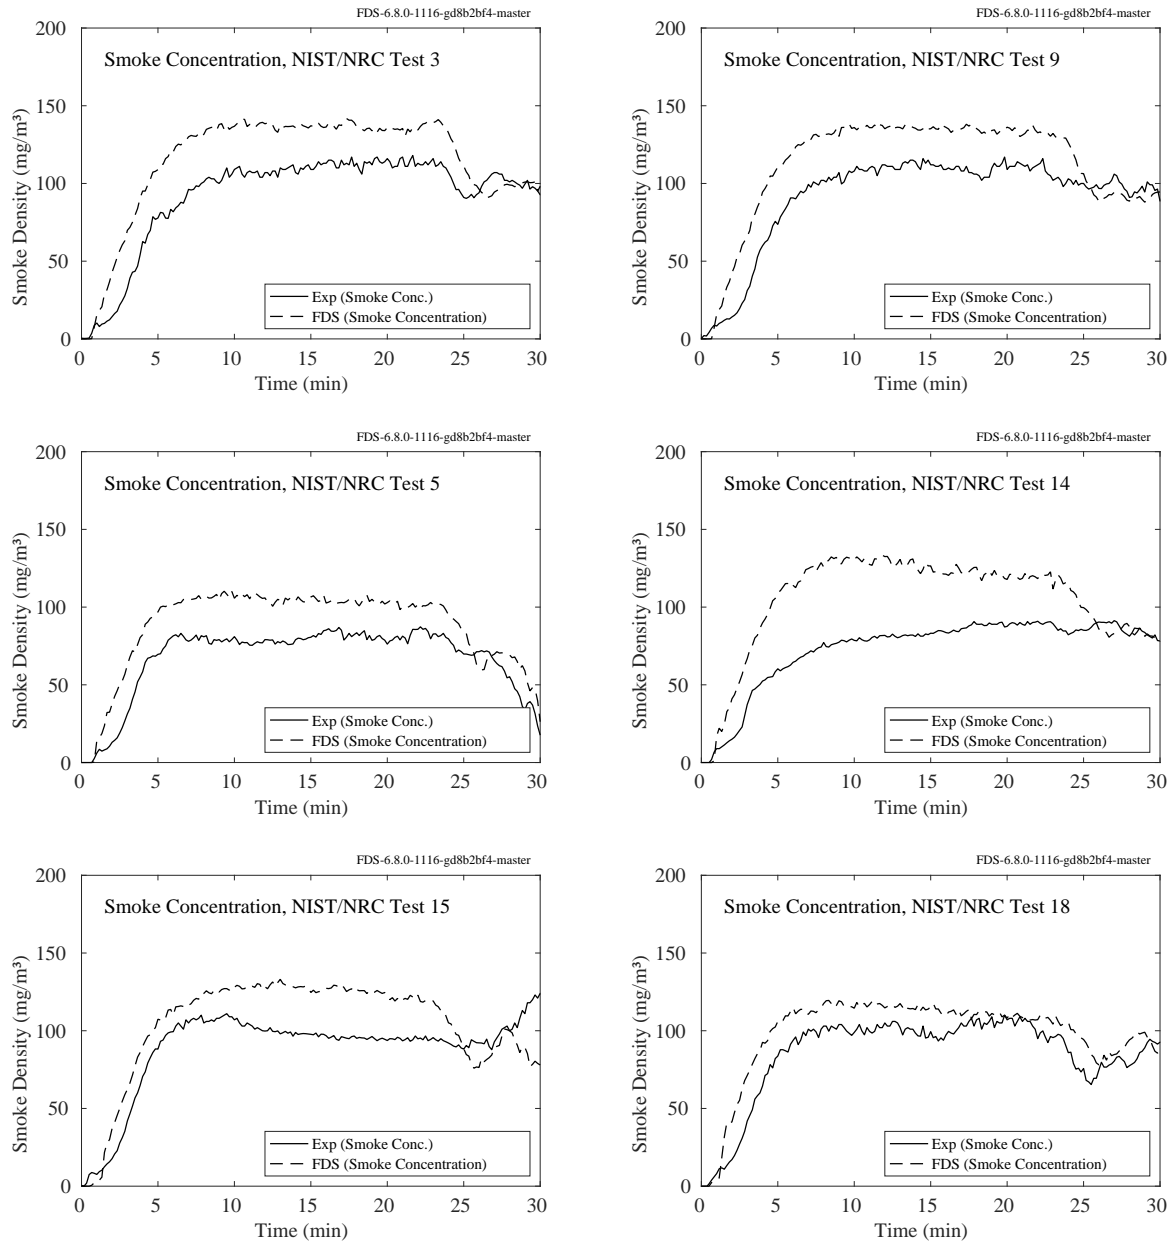 FDS-6.8.0-1116-gd8b2bf4-master
Smoke Concentration, NIST/NRC Test 3
200
150
100
50
0
Smoke Density (mg/m³)
Exp (Smoke Conc.)
FDS (Smoke Concentration)
0 5 10 15 20 25 30
Time (min)
FDS-6.8.0-1116-gd8b2bf4-master
Smoke Concentration, NIST/NRC Test 9
200
150
100
50
0
Smoke Density (mg/m³)
Exp (Smoke Conc.)
FDS (Smoke Concentration)
0 5 10 15 20 25 30
Time (min)
FDS-6.8.0-1116-gd8b2bf4-master
Smoke Concentration, NIST/NRC Test 5
200
150
100
50
0
Smoke Density (mg/m³)
Exp (Smoke Conc.)
FDS (Smoke Concentration)
0 5 10 15 20 25 30
Time (min)
FDS-6.8.0-1116-gd8b2bf4-master
Smoke Concentration, NIST/NRC Test 14
200
150
100
50
0
Smoke Density (mg/m³)
Exp (Smoke Conc.)
FDS (Smoke Concentration)
0 5 10 15 20 25 30
Time (min)
FDS-6.8.0-1116-gd8b2bf4-master
Smoke Concentration, NIST/NRC Test 15
200
150
100
50
0
Smoke Density (mg/m³)
Exp (Smoke Conc.)
FDS (Smoke Concentration)
0 5 10 15 20 25 30
Time (min)
FDS-6.8.0-1116-gd8b2bf4-master
Smoke Concentration, NIST/NRC Test 18
200
150
100
50
0
Smoke Density (mg/m³)
Exp (Smoke Conc.)
FDS (Smoke Concentration)
0 5 10 15 20 25 30
Time (min)